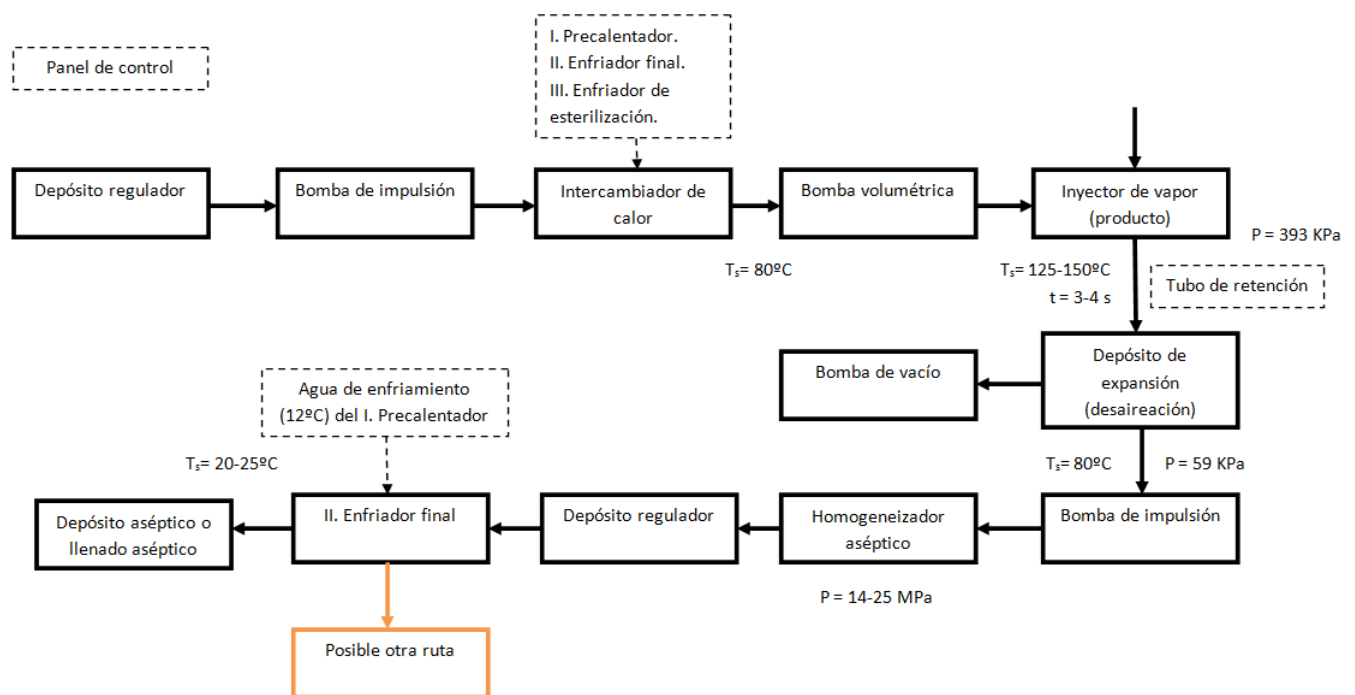 I. Precalentador.
II. Enfriador final.
III. Enfriador de
esterilización.
Panel de control
Depósito regulador
Bomba de impulsión
Intercambiador de
calor
Bomba volumétrica
Inyector de vapor
(producto)
P = 393 KPa
Tₛ= 80ºC
Tₛ= 125-150ºC
t = 3-4 s
Tubo de retención
Bomba de vacío
Depósito de
expansión
(desaireación)
Agua de enfriamiento
(12ºC) del I. Precalentador
Tₛ= 20-25ºC
Tₛ= 80ºC
P = 59 KPa
Depósito aséptico o
llenado aséptico
II. Enfriador final
Depósito regulador
Homogeneizador
aséptico
Bomba de impulsión
P = 14-25 MPa
Posible otra ruta